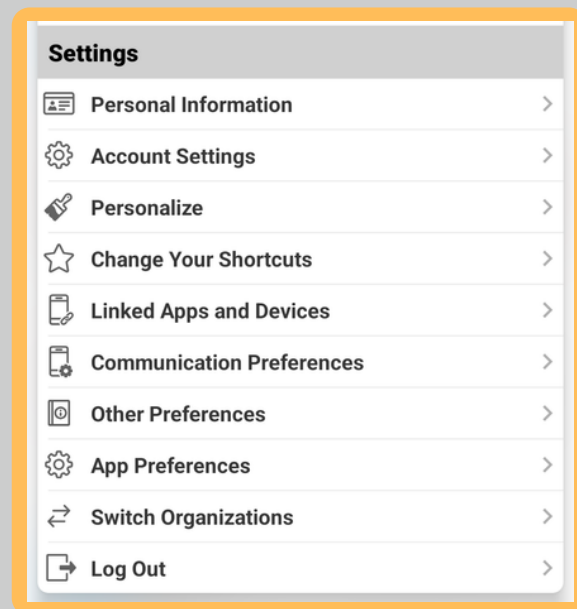 Settings
Personal Information
Account Settings
Personalize
Change Your Shortcuts
Linked Apps and Devices
Communication Preferences
Other Preferences
App Preferences
Switch Organizations
Log Out